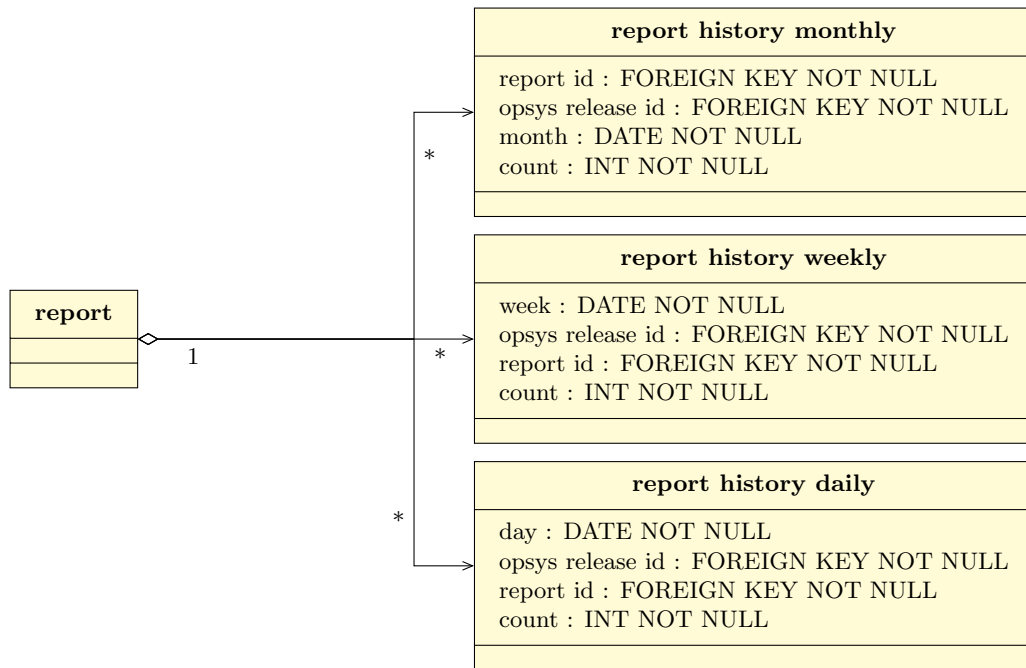 report history monthly
report id : FOREIGN KEY NOT NULL
opsys release id : FOREIGN KEY NOT NULL
month : DATE NOT NULL
count : INT NOT NULL
*
report history weekly
week : DATE NOT NULL
opsys release id : FOREIGN KEY NOT NULL
report id : FOREIGN KEY NOT NULL
count : INT NOT NULL
report
1
*
report history daily
day : DATE NOT NULL
opsys release id : FOREIGN KEY NOT NULL
report id : FOREIGN KEY NOT NULL
count : INT NOT NULL
*